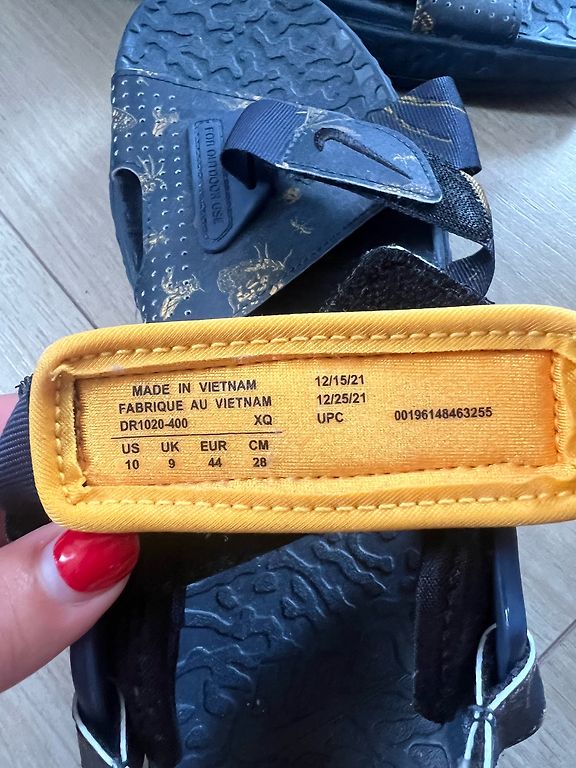 FOR OUTDOOR USE
MADE IN VIETNAM
FABRIQUE AU VIETNAM
DR1020-400 XQ
US UK EUR CM
10 9 44 28
12/15/21
12/25/21
UPC 00196148463255